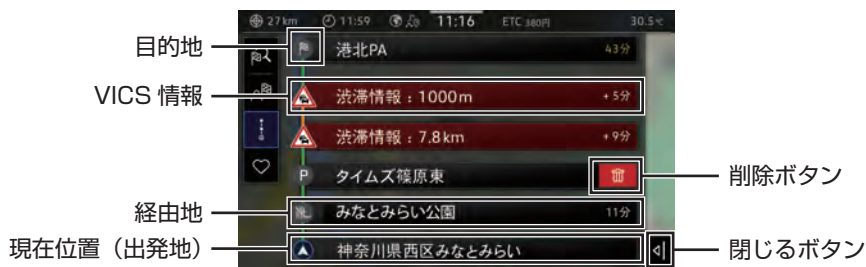 27km 11:59 11:16 ETC 380円 30.5℃
目的地
港北PA 43分
VICS 情報
渋滞情報：1000m +5分
渋滞情報：7.8km +9分
P タイムズ篠原東
削除ボタン
経由地
みなとみらい公園 11分
現在位置（出発地）
神奈川県西区みなとみらい
閉じるボタン